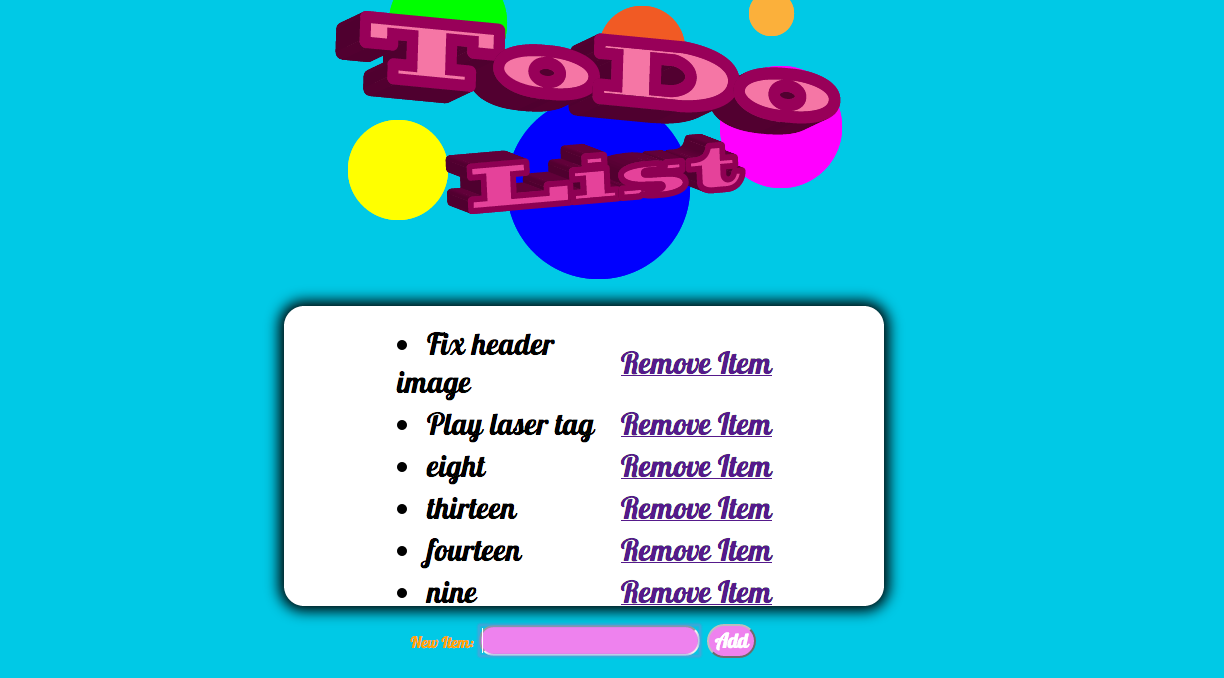 ToDo
List
• Fix header
image
Remove Item
• Play laser tag Remove Item
• eight Remove Item
• thirteen Remove Item
• fourteen Remove Item
• nine Remove Item
New Item: Add